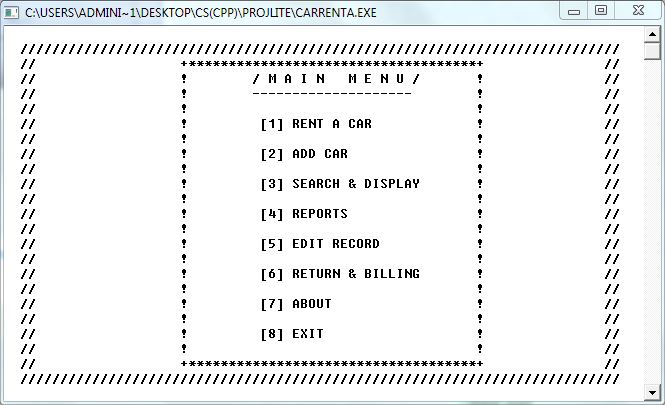 C:\USERS\ADMINI~1\DESKTOP\CS(CPP)\PROJLITE\CARRENTA.EXE
///////////////////////////////////////////////////////////////////////////
// +************************************+ //
// ! / M A I N   M E N U / ! //
// ! -------------------- ! //
// ! ! //
// ! [1] RENT A CAR ! //
// ! ! //
// ! [2] ADD CAR ! //
// ! ! //
// ! [3] SEARCH & DISPLAY ! //
// ! ! //
// ! [4] REPORTS ! //
// ! ! //
// ! [5] EDIT RECORD ! //
// ! ! //
// ! [6] RETURN & BILLING ! //
// ! ! //
// ! [7] ABOUT ! //
// ! ! //
// ! [8] EXIT ! //
// ! ! //
// +************************************+ //
///////////////////////////////////////////////////////////////////////////